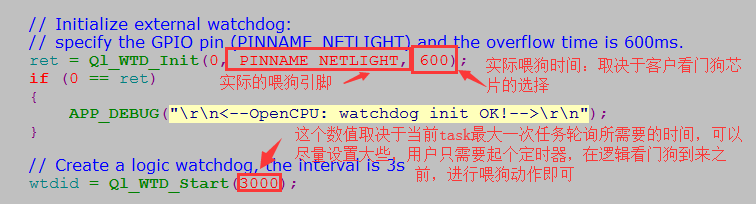 // Initialize external watchdog:
// specify the GPIO pin (PINNAME_NETLIGHT) and the overflow time is 600ms.
ret = Ql_WTD_Init(0, PINNAME_NETLIGHT, 600);
实际的喂狗引脚
实际喂狗时间：取决于客户看门狗芯
片的选择
if (0 == ret)
{
APP_DEBUG("\r\n<--OpenCPU: watchdog init OK!-->\r\n");
}
这个数值取决于当前task最大一次任务轮询所需要的时间，可以
尽量设置大些，用户只需要起个定时器，在逻辑看门狗到来之
前，进行喂狗动作即可
// Create a logic watchdog, the interval is 3s
wtdid = Ql_WTD_Start(3000);